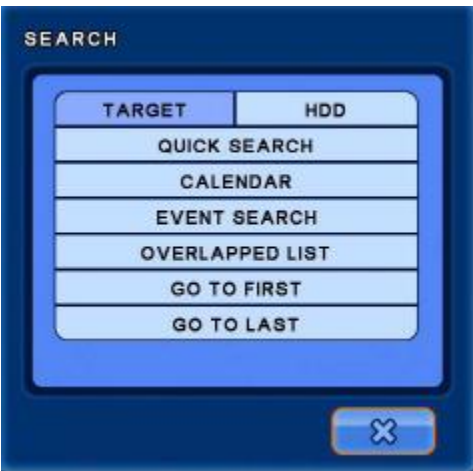 SEARCH
TARGET HDD
QUICK SEARCH
CALENDAR
EVENT SEARCH
OVERLAPPED LIST
GO TO FIRST
GO TO LAST